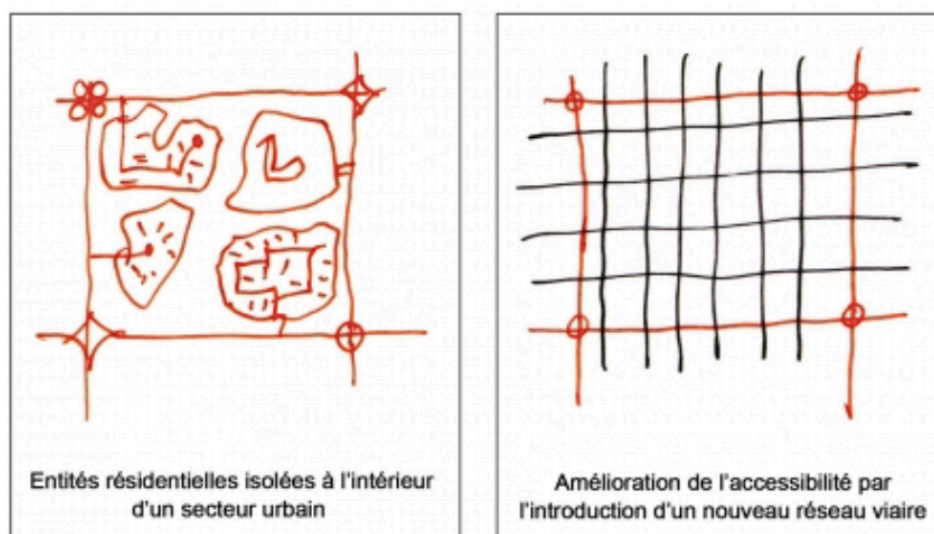 Entités résidentielles isolées à l'intérieur
d'un secteur urbain
Amélioration de l'accessibilité par
l'introduction d'un nouveau réseau viaire